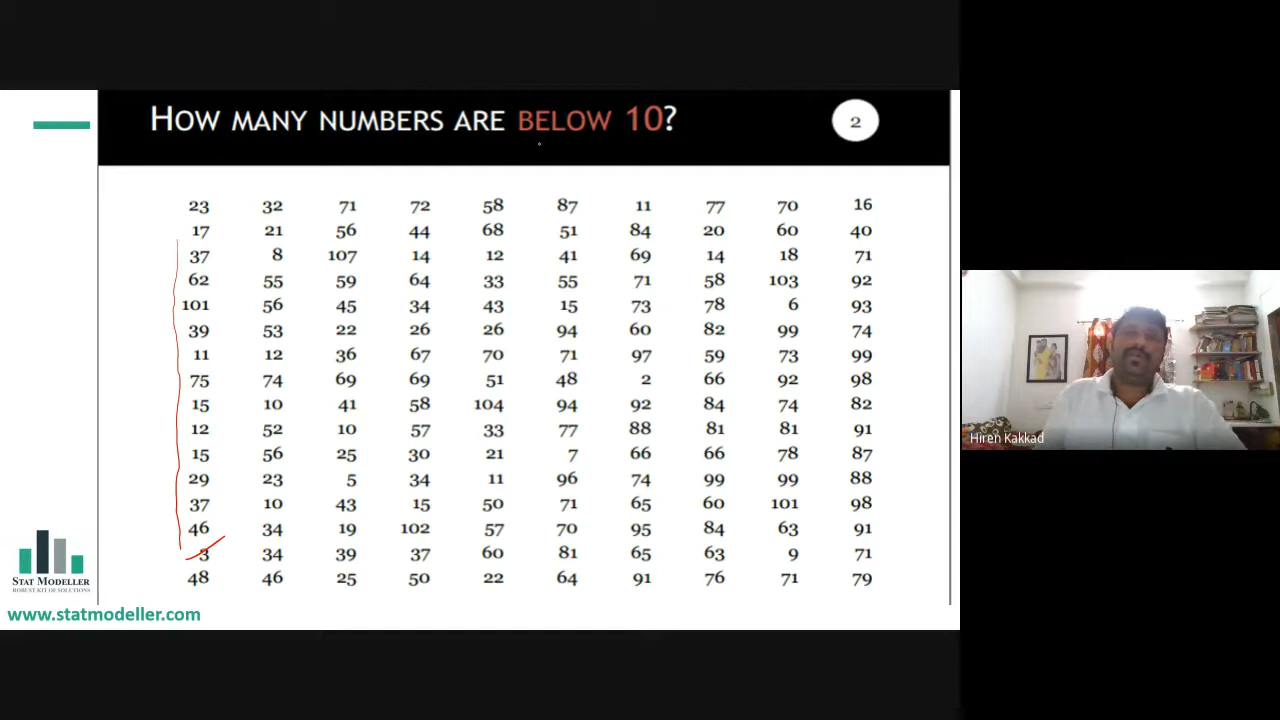 HOW MANY NUMBERS ARE BELOW 10?
2
23 32 71 72 58 87 11 77 70 16
17 21 56 44 68 51 84 20 60 40
37 8 107 14 12 41 69 14 18 71
62 55 59 64 33 55 71 58 103 92
101 56 45 34 43 15 73 78 6 93
39 53 22 26 26 94 60 82 99 74
11 12 36 67 70 71 97 59 73 99
75 74 69 69 51 48 2 66 92 98
15 10 41 58 104 94 92 84 74 82
12 52 10 57 33 77 88 81 81 91
15 56 25 30 21 7 66 66 78 87
29 23 5 34 11 96 74 99 99 88
37 10 43 15 50 71 65 60 101 98
46 34 19 102 57 70 95 84 63 91
3 34 39 37 60 81 65 63 9 71
48 46 25 50 22 64 91 76 71 79
STAT MODELLER
ROBUST KIT OF SOLUTIONS
www.statmodeller.com
Hiren Kakkad